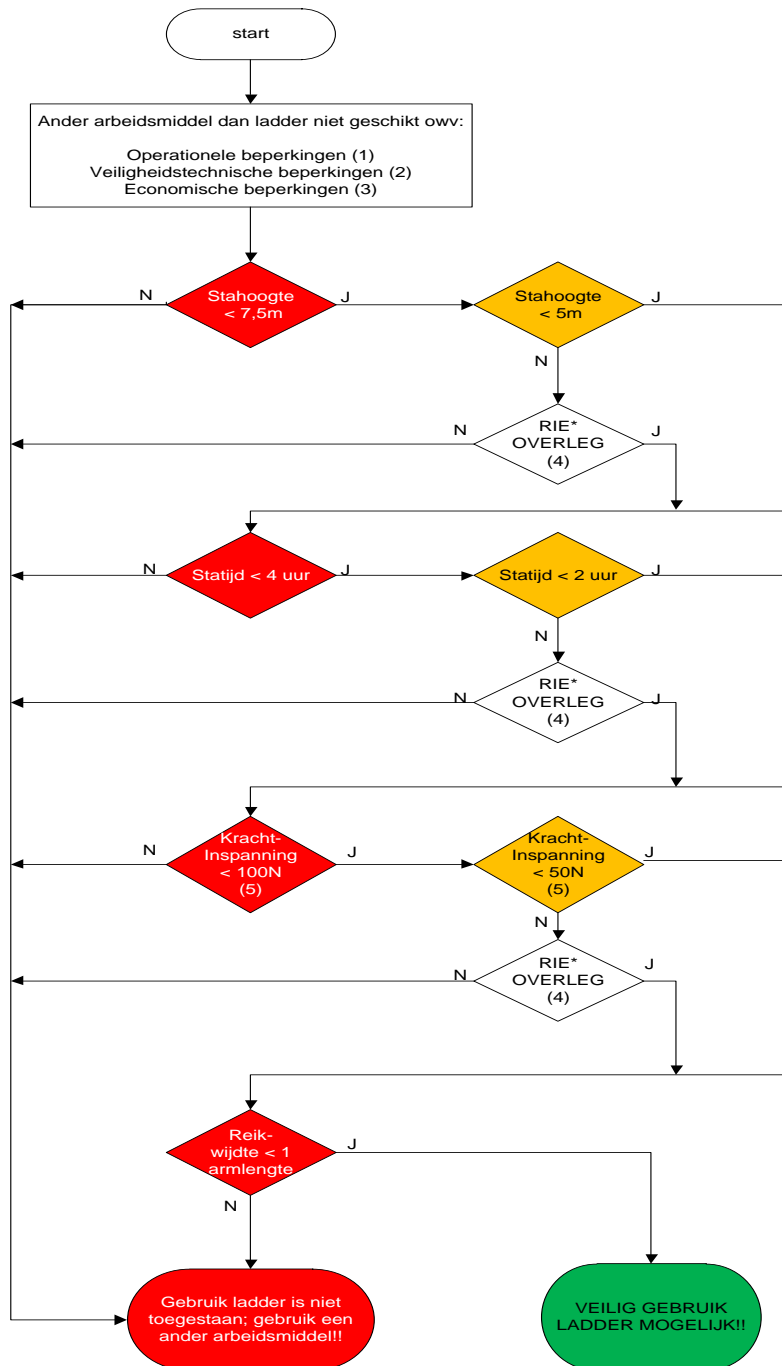 start
Ander arbeidsmiddel dan ladder niet geschikt owv:
Operationele beperkingen (1)
Veiligheidstechnische beperkingen (2)
Economische beperkingen (3)
N
Stahoogte
< 7,5m
J
Stahoogte
< 5m
J
N
N
RIE*
OVERLEG
(4)
J
N
Statijd < 4 uur
J
Statijd < 2 uur
J
N
N
RIE*
OVERLEG
(4)
J
N
Kracht-
Inspanning
< 100N
(5)
J
Kracht-
Inspanning
< 50N
(5)
J
N
N
RIE*
OVERLEG
(4)
J
Reik-
wijdte < 1
armlengte
J
N
Gebruik ladder is niet
toegestaan; gebruik een
ander arbeidsmiddel!!
VEILIG GEBRUIK
LADDER MOGELIJK!!